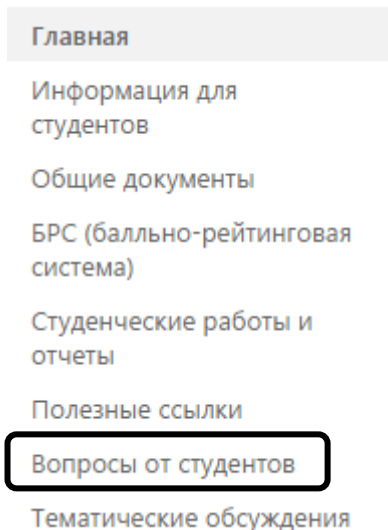 Главная
Информация для
студентов
Общие документы
БРС (балльно-рейтинговая
система)
Студенческие работы и
отчеты
Полезные ссылки
Вопросы от студентов
Тематические обсуждения